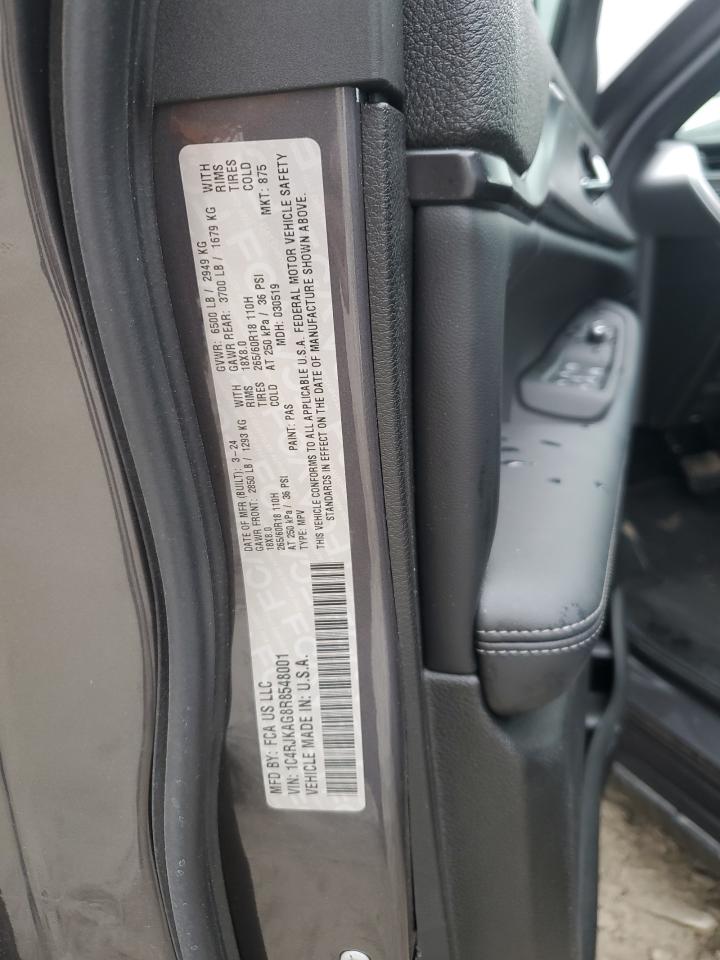 MFD BY: FCA US LLC
DATE OF MFR (BUILT): 3-24
GVWR: 6500 LB / 2949 KG
GAWR FRONT: 2850 LB / 1293 KG WITH
18X8.0 RIMS
265/60R18 110H TIRES
AT 250 kPa / 36 PSI COLD
GAWR REAR: 3700 LB / 1679 KG WITH
18X8.0 RIMS
265/60R18 110H TIRES
AT 250 kPa / 36 PSI COLD
VIN: 1C4RJKAG8R8548001
TYPE: MPV
PAINT: PAS
MDH: 030519
MKT: 875
VEHICLE MADE IN: U.S.A.
THIS VEHICLE CONFORMS TO ALL APPLICABLE U.S.A. FEDERAL MOTOR VEHICLE SAFETY
STANDARDS IN EFFECT ON THE DATE OF MANUFACTURE SHOWN ABOVE.